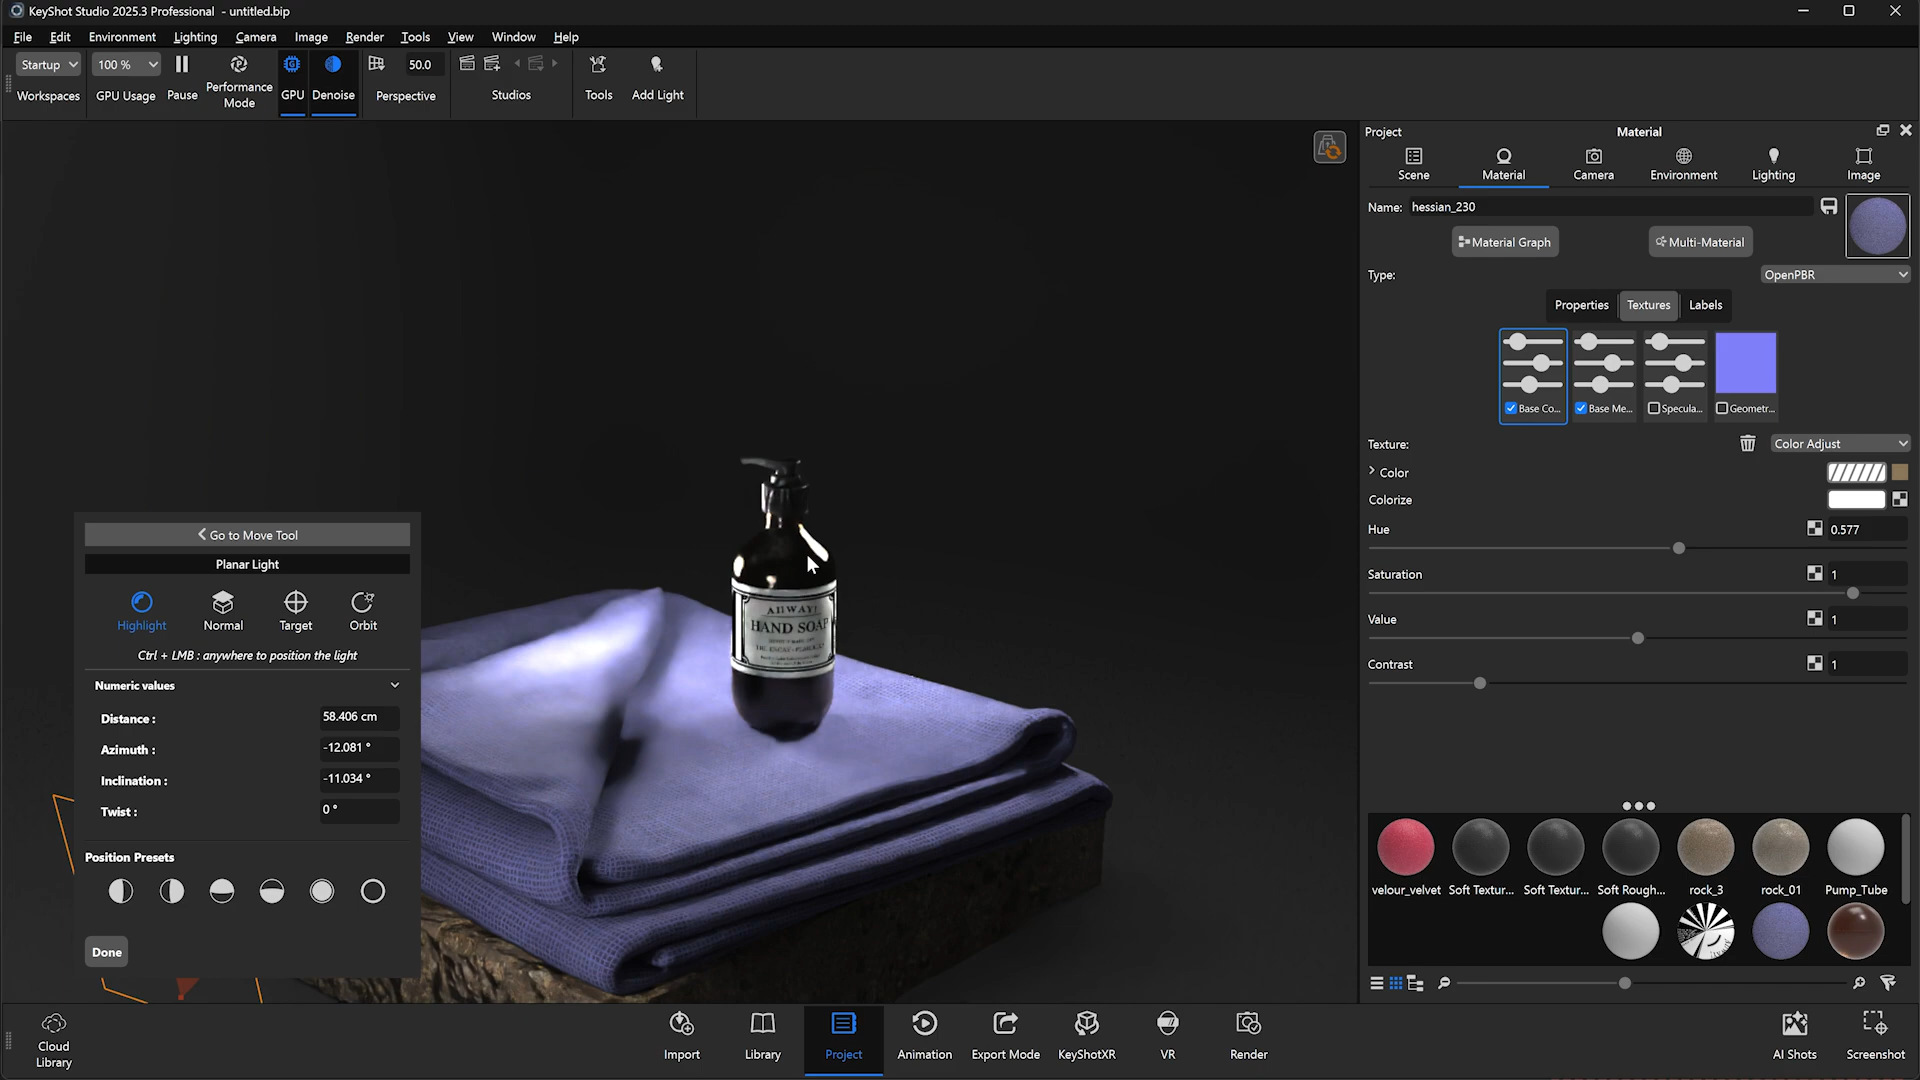 KeyShot Studio 2025.3 Professional - untitled.bip
File Edit Environment Lighting Camera Image Render Tools View Window Help
Startup 100 % 50.0
Workspaces GPU Usage Pause Performance Mode GPU Denoise Perspective Studios Tools Add Light
Project Material
Scene Material Camera Environment Lighting Image
Name: hessian_230
Material Graph Multi-Material
Type: OpenPBR
Properties Textures Labels
Base Co... Base Me... Specula... Geometr...
Texture: Color Adjust
Color
Colorize
Hue 0.577
Saturation 1
Value 1
Contrast 1
velour_velvet Soft Textur... Soft Textur... Soft Rough... rock_3 rock_01 Pump_Tube
Go to Move Tool
Planar Light
Highlight Normal Target Orbit
Ctrl + LMB : anywhere to position the light
Numeric values
Distance : 58.406 cm
Azimuth : -12.081 °
Inclination : -11.034 °
Twist : 0 °
Position Presets
Done
HAND SOAP
Cloud Library
Import Library Project Animation Export Mode KeyShotXR VR Render
AI Shots Screenshot